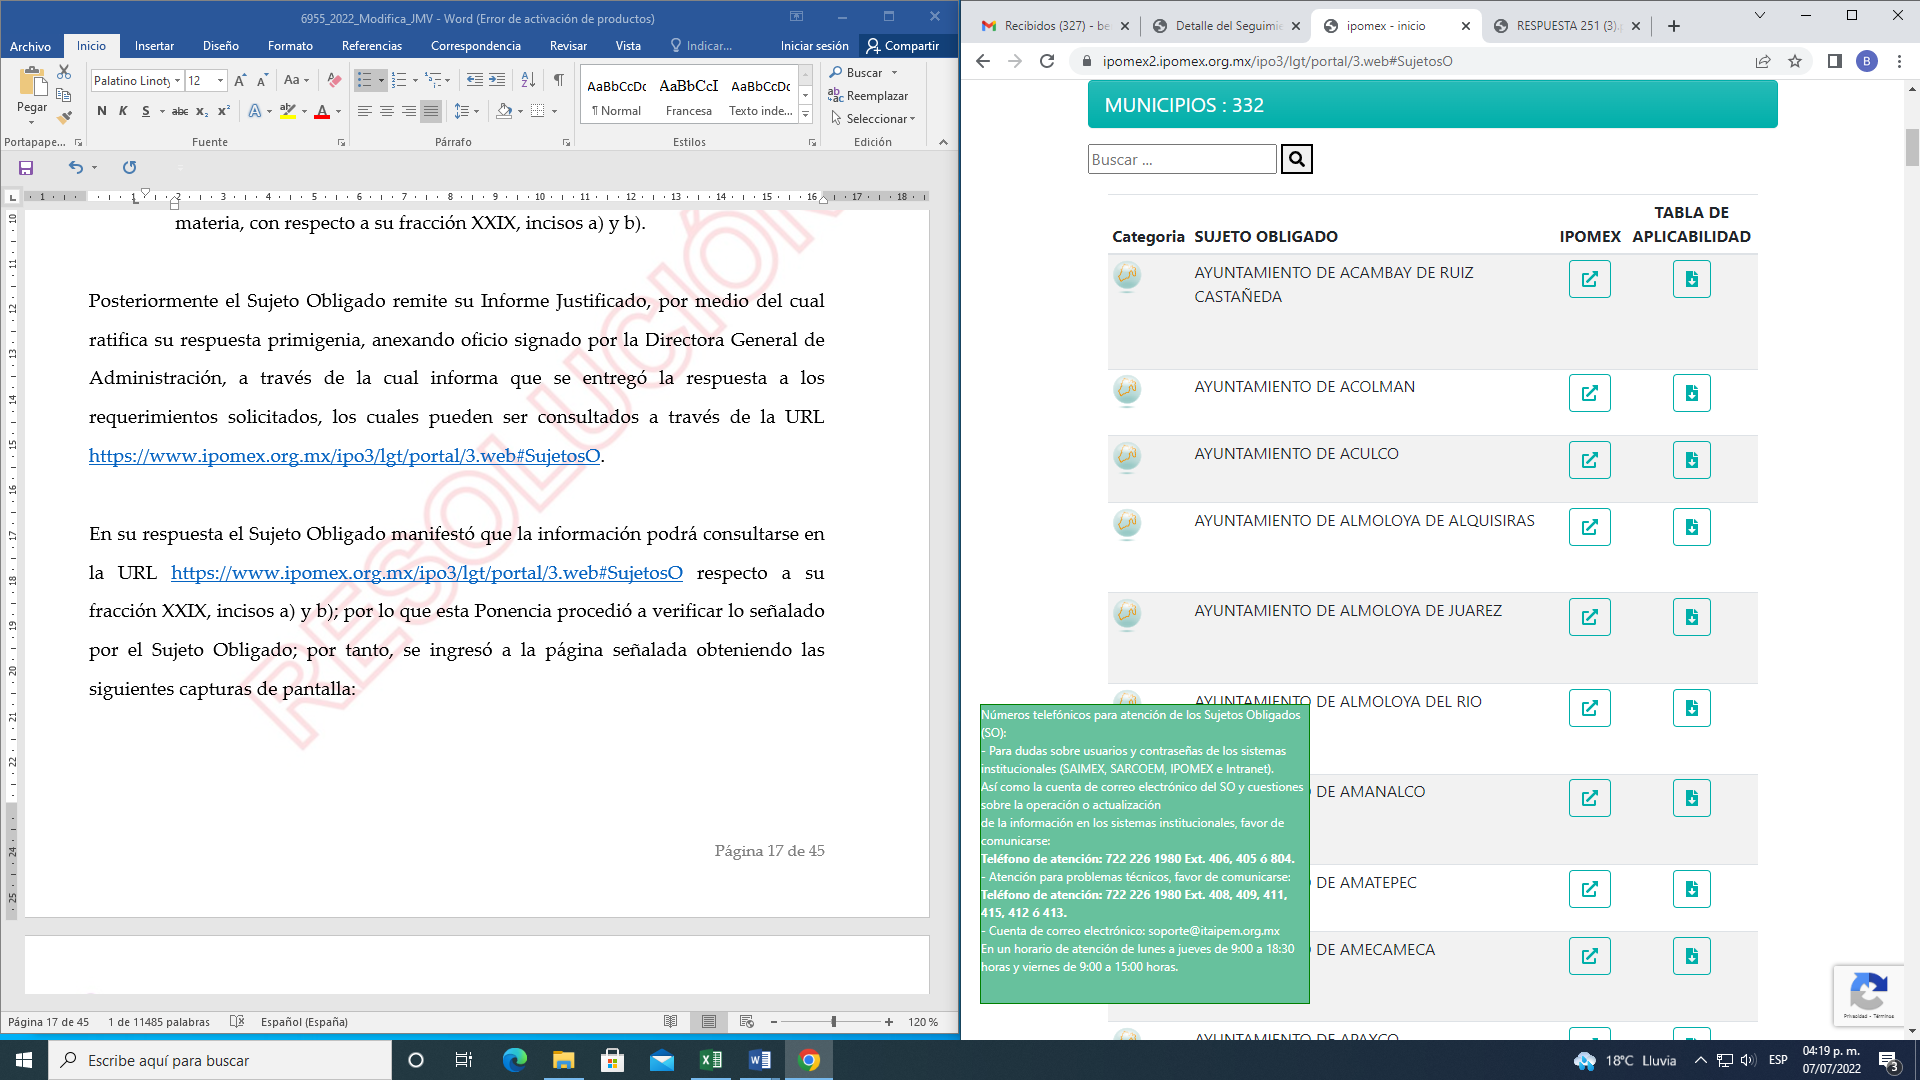 6955_2022_Modifica_JMV - Word (Error de activación de productos)
Archivo Inicio Insertar Diseño Formato Referencias Correspondencia Revisar Vista Indicar... Iniciar sesión Compartir
Pegar
Palatino Linoty 12
Aa
N K S abc x₂ x² A A
AaBbCcDc AaBbCcI AaBbCcDc
¶ Normal Francesa Texto inde...
Buscar
Reemplazar
Seleccionar
Portapape... Fuente Párrafo Estilos Edición
materia, con respecto a su fracción XXIX, incisos a) y b).
Posteriormente el Sujeto Obligado remite su Informe Justificado, por medio del cual
ratifica su respuesta primigenia, anexando oficio signado por la Directora General de
Administración, a través de la cual informa que se entregó la respuesta a los
requerimientos solicitados, los cuales pueden ser consultados a través de la URL
https://www.ipomex.org.mx/ipo3/lgt/portal/3.web#SujetosO.
En su respuesta el Sujeto Obligado manifestó que la información podrá consultarse en
la URL https://www.ipomex.org.mx/ipo3/lgt/portal/3.web#SujetosO respecto a su
fracción XXIX, incisos a) y b); por lo que esta Ponencia procedió a verificar lo señalado
por el Sujeto Obligado; por tanto, se ingresó a la página señalada obteniendo las
siguientes capturas de pantalla:
RESOLUCIÓN
Página 17 de 45
Página 17 de 45 1 de 11485 palabras Español (España) 120 %
Recibidos (327) - be
Detalle del Seguimie
ipomex - inicio
RESPUESTA 251 (3).
ipomex2.ipomex.org.mx/ipo3/lgt/portal/3.web#SujetosO
B
MUNICIPIOS : 332
Buscar ...
Categoria SUJETO OBLIGADO IPOMEX TABLA DE
APLICABILIDAD
AYUNTAMIENTO DE ACAMBAY DE RUIZ
CASTAÑEDA
AYUNTAMIENTO DE ACOLMAN
AYUNTAMIENTO DE ACULCO
AYUNTAMIENTO DE ALMOLOYA DE ALQUISIRAS
AYUNTAMIENTO DE ALMOLOYA DE JUAREZ
AYUNTAMIENTO DE ALMOLOYA DEL RIO
DE AMANALCO
DE AMATEPEC
DE AMECAMECA
AYUNTAMIENTO DE APAXCO
Números telefónicos para atención de los Sujetos Obligados
(SO):
- Para dudas sobre usuarios y contraseñas de los sistemas
institucionales (SAIMEX, SARCOEM, IPOMEX e Intranet).
Así como la cuenta de correo electrónico del SO y cuestiones
sobre la operación o actualización
de la información en los sistemas institucionales, favor de
comunicarse:
Teléfono de atención: 722 226 1980 Ext. 406, 405 ó 804.
- Atención para problemas técnicos, favor de comunicarse:
Teléfono de atención: 722 226 1980 Ext. 408, 409, 411,
415, 412 ó 413.
- Cuenta de correo electrónico: soporte@itaipem.org.mx
En un horario de atención de lunes a jueves de 9:00 a 18:30
horas y viernes de 9:00 a 15:00 horas.
Privacidad - Términos
Escribe aquí para buscar
18°C Lluvia
ESP
04:19 p. m.
07/07/2022
3